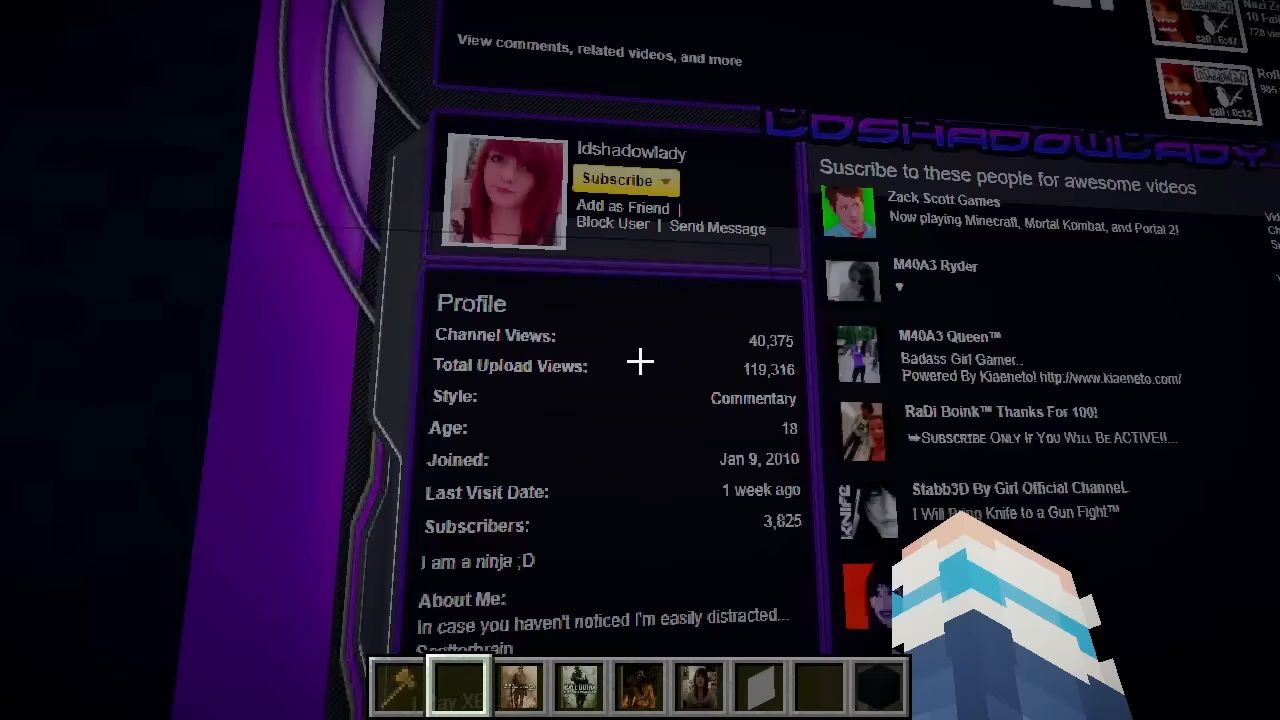 View comments, related videos, and more
LDSHADOWLADY
ldshadowlady
Subscribe
Add as Friend |
Block User | Send Message
Profile
Channel Views: 40,375
Total Upload Views: 119,316
Style: Commentary
Age: 18
Joined: Jan 9, 2010
Last Visit Date: 1 week ago
Subscribers: 3,825
I am a ninja ;D
About Me:
In case you haven't noticed I'm easily distracted...
Scatterbrain
Suscribe to these people for awesome videos
Zack Scott Games
Now playing Minecraft, Mortal Kombat, and Portal 2!
M40A3 Ryder
♥
M40A3 Queen™
Badass Girl Gamer..
Powered By Kiaeneto! http://www.kiaeneto.com/
RaDi Boink™ Thanks For 100!
➥SUBSCRIBE ONLY IF YOU WILL BE ACTIVE!!...
KNIFE
Stabb3D By Girl Official ChanneL
I Will Bring Knife to a Gun Fight™